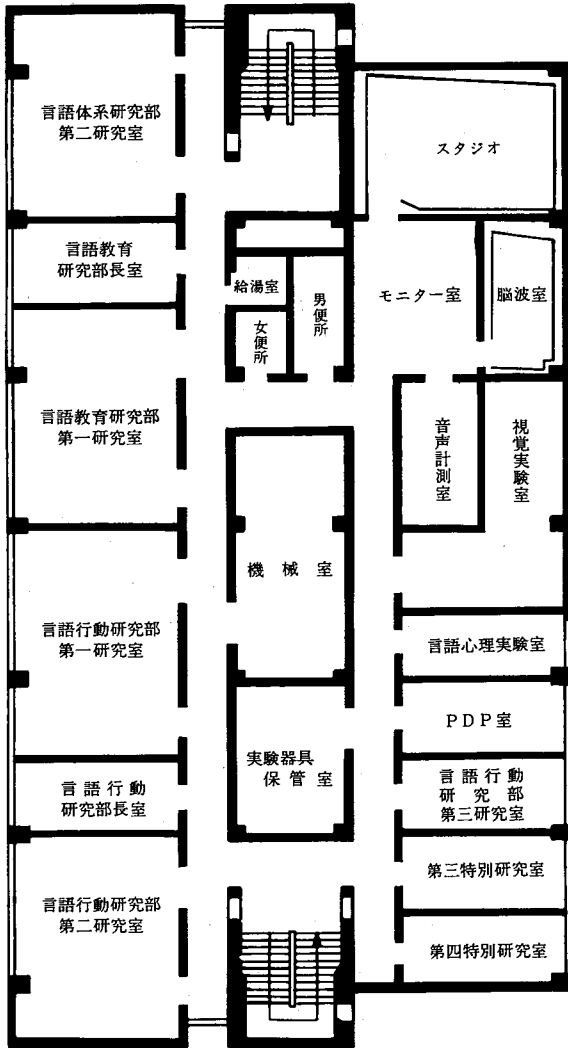 言語体系研究部
第二研究室
言語教育
研究部長室
言語教育研究部
第一研究室
言語行動研究部
第一研究室
言語行動
研究部長室
言語行動研究部
第二研究室
給湯室
女便所
男便所
機械室
実験器具
保管室
スタジオ
モニター室
脳波室
音声計測室
視覚実験室
言語心理実験室
PDP室
言語行動
研究部
第三研究室
第三特別研究室
第四特別研究室